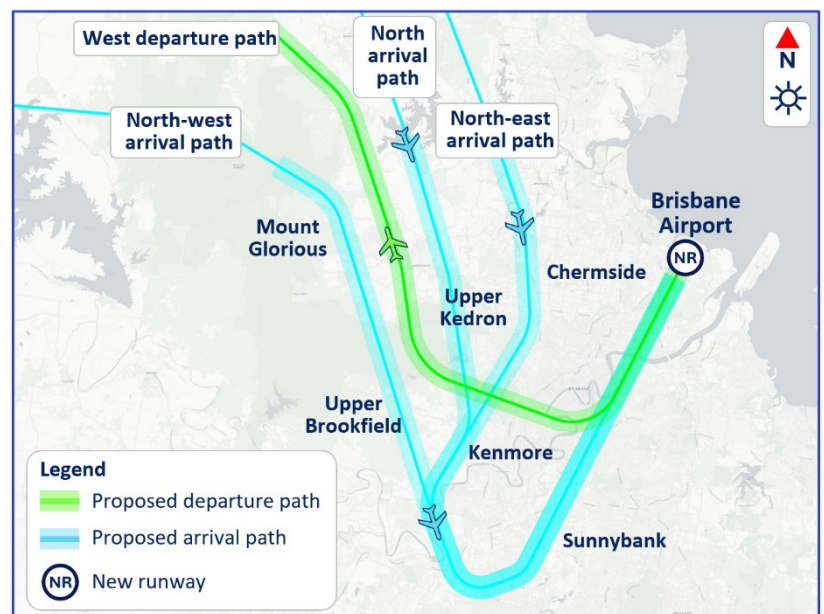 West departure path
North
arrival
path
N
North-west
arrival path
North-east
arrival path
Brisbane
Airport
NR
Mount
Glorious
Chermside
Upper
Kedron
Upper
Brookfield
Kenmore
Sunnybank
Legend
Proposed departure path
Proposed arrival path
NR New runway